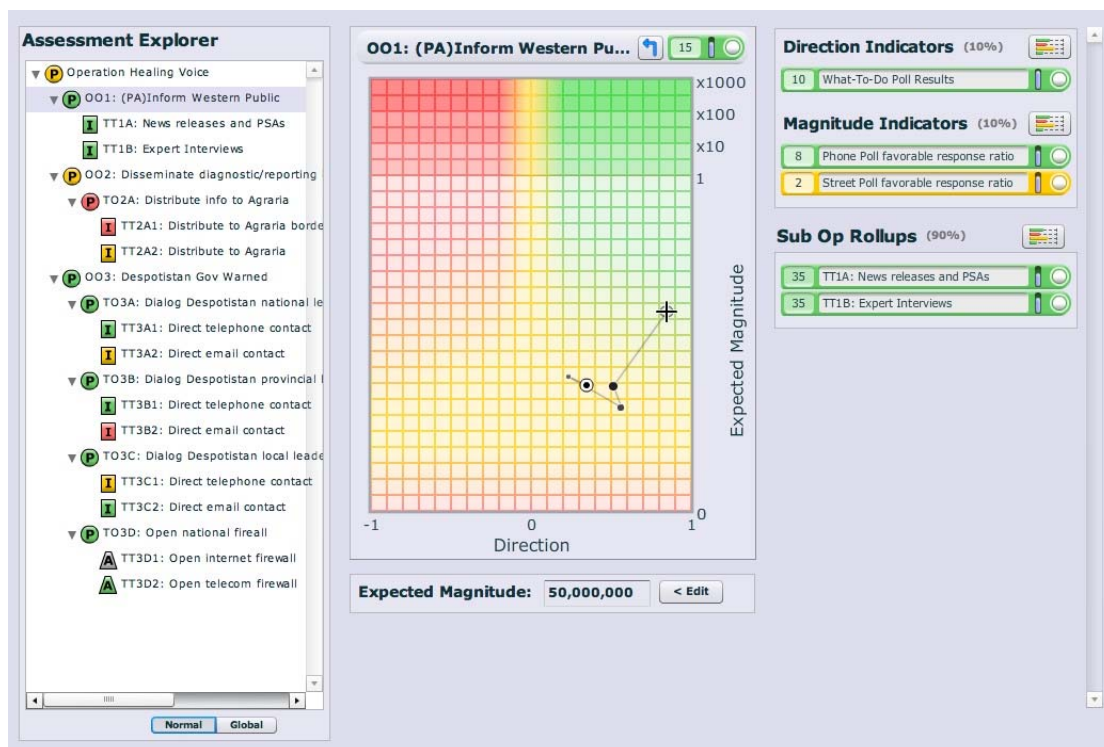 Assessment Explorer
P Operation Healing Voice
P OO1: (PA)Inform Western Public
I TT1A: News releases and PSAs
I TT1B: Expert Interviews
P OO2: Disseminate diagnostic/reporting
P TO2A: Distribute info to Agraria
I TT2A1: Distribute to Agraria borde
I TT2A2: Distribute to Agraria
P OO3: Despotistan Gov Warned
P TO3A: Dialog Despotistan national le
I TT3A1: Direct telephone contact
I TT3A2: Direct email contact
P TO3B: Dialog Despotistan provincial l
I TT3B1: Direct telephone contact
I TT3B2: Direct email contact
P TO3C: Dialog Despotistan local leade
I TT3C1: Direct telephone contact
I TT3C2: Direct email contact
P TO3D: Open national fireall
A TT3D1: Open internet firewall
A TT3D2: Open telecom firewall
Normal Global
OO1: (PA)Inform Western Pu... 15
x1000
x100
x10
1
Expected Magnitude
0
-1 0 1
Direction
Expected Magnitude: 50,000,000 < Edit
Direction Indicators (10%)
10 What-To-Do Poll Results
Magnitude Indicators (10%)
8 Phone Poll favorable response ratio
2 Street Poll favorable response ratio
Sub Op Rollups (90%)
35 TT1A: News releases and PSAs
35 TT1B: Expert Interviews